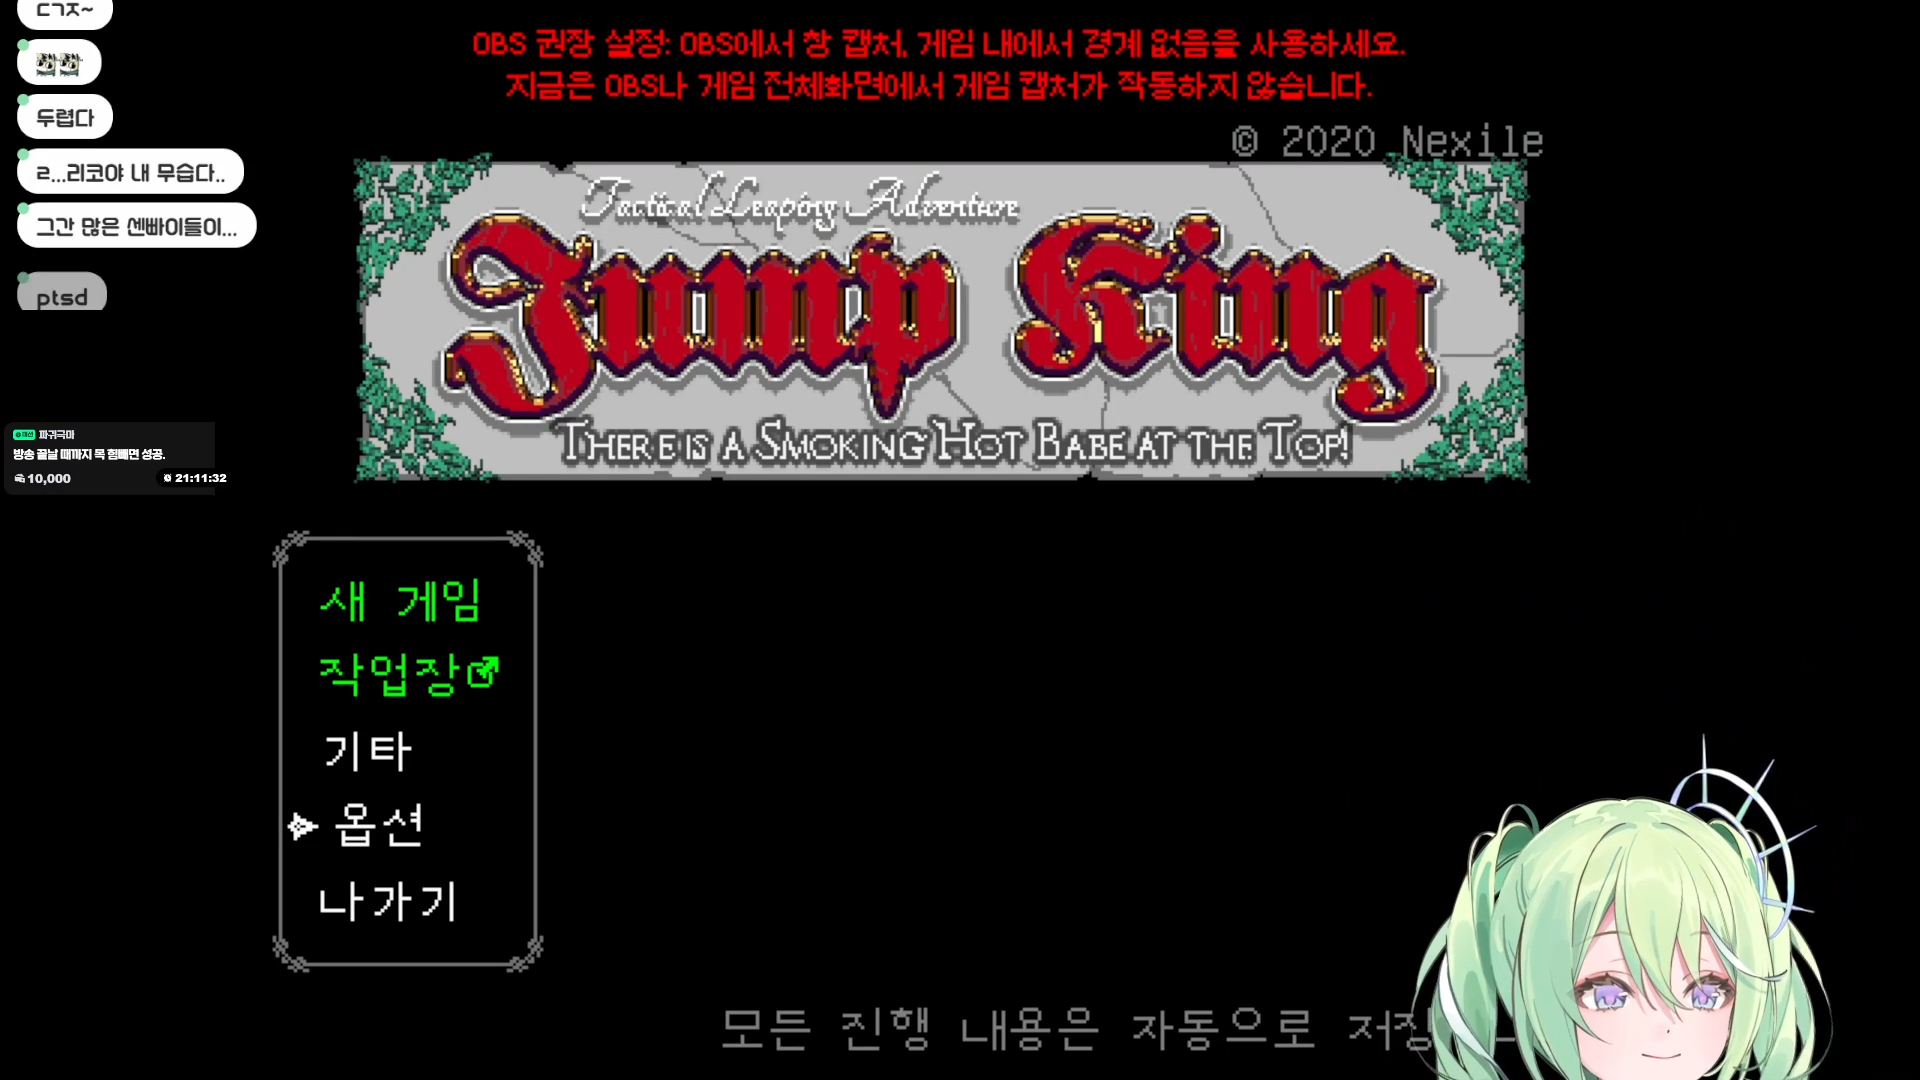 ㄷㄱㅈ~
두렵다
ㄹ...리코야 내 무습다..
그간 많은 센빠이들이...
ptsd
파귀극마
방송 끝날 때까지 목 힘빼면 성공.
10,000
21:11:32
OBS 권장 설정: OBS에서 창 캡처, 게임 내에서 경계 없음을 사용하세요.
지금은 OBS나 게임 전체화면에서 게임 캡처가 작동하지 않습니다.
© 2020 Nexile
Tactical Leaping Adventure
Jump King
THERE IS A SMOKING HOT BABE AT THE TOP!
새 게임
작업장
기타
옵션
나가기
모든 진행 내용은 자동으로 저장